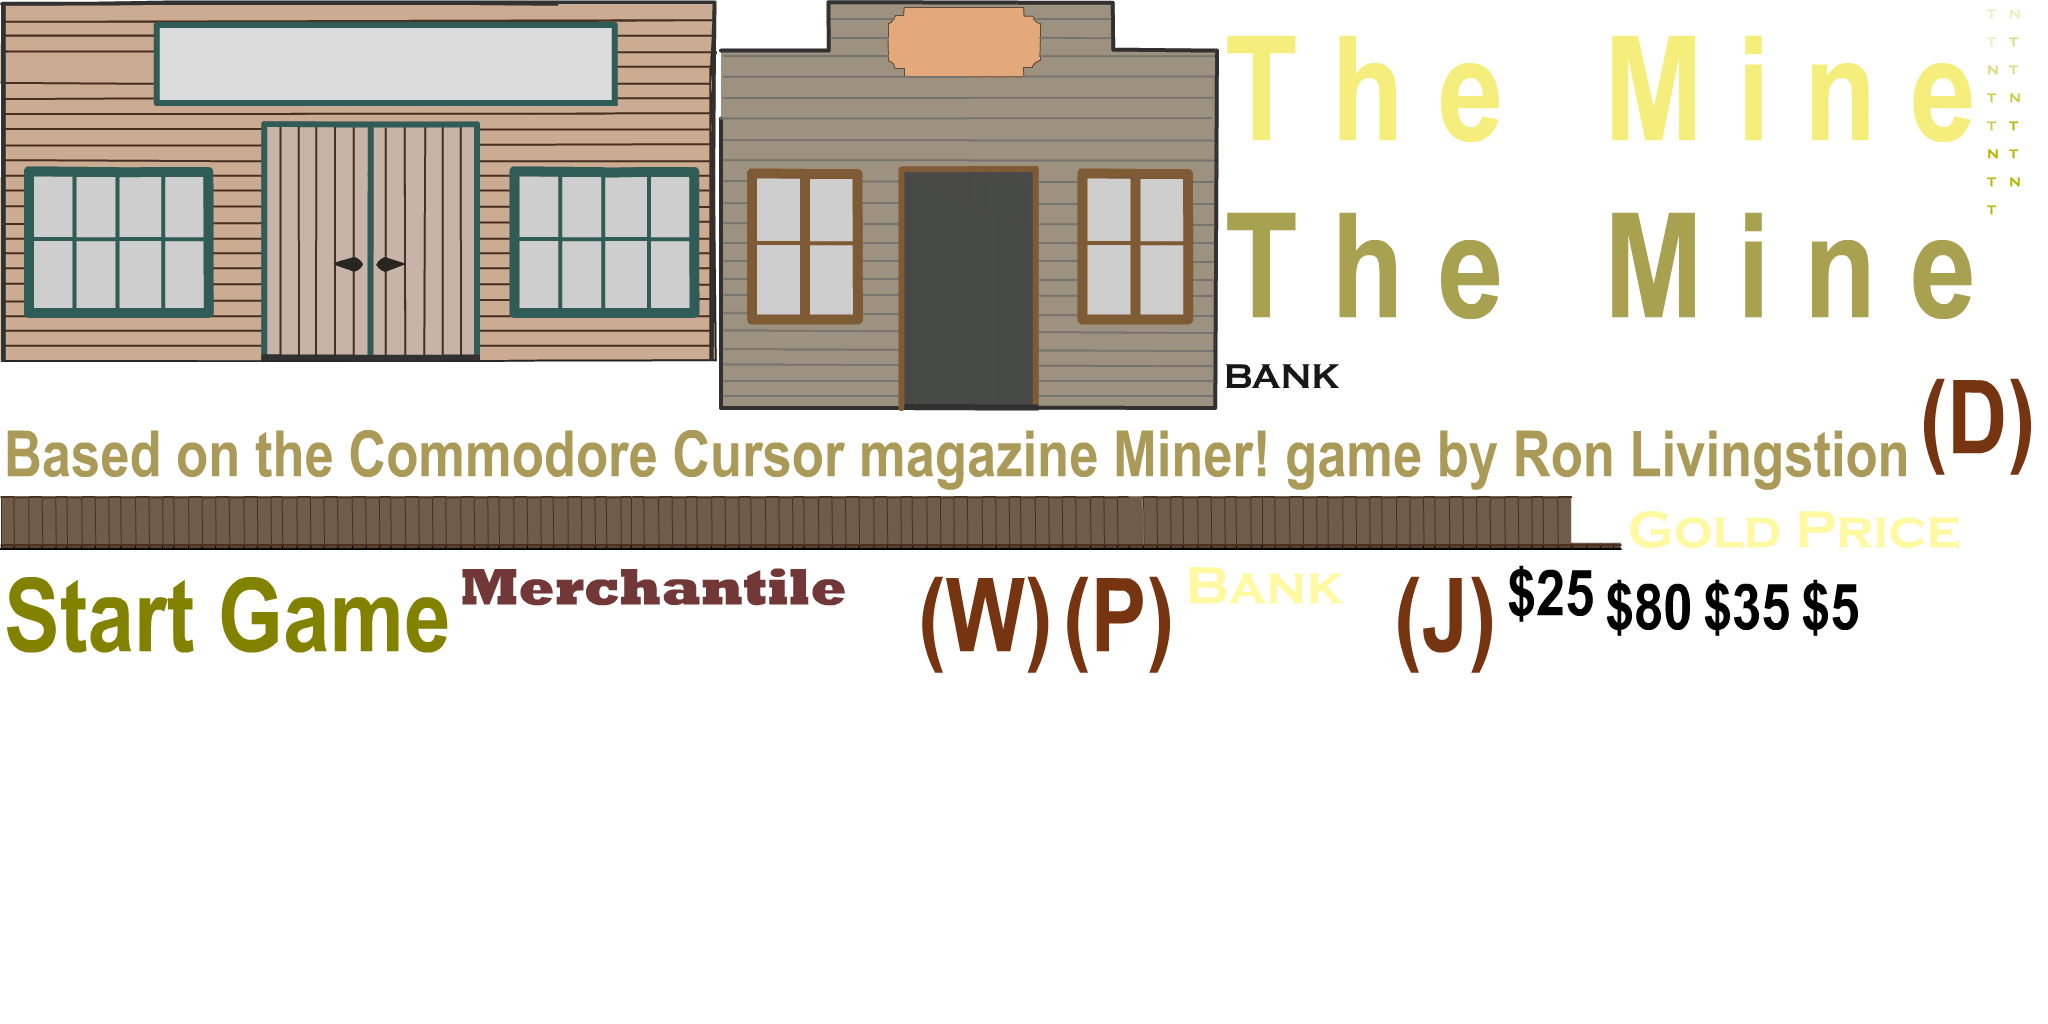 The Mine
The Mine
T N
T T
N T
T N
T T
N T
T N
T
BANK
(D)
Based on the Commodore Cursor magazine Miner! game by Ron Livingstion
Gold Price
Start Game
Merchantile
(W)
(P)
Bank
(J)
$25
$80
$35
$5